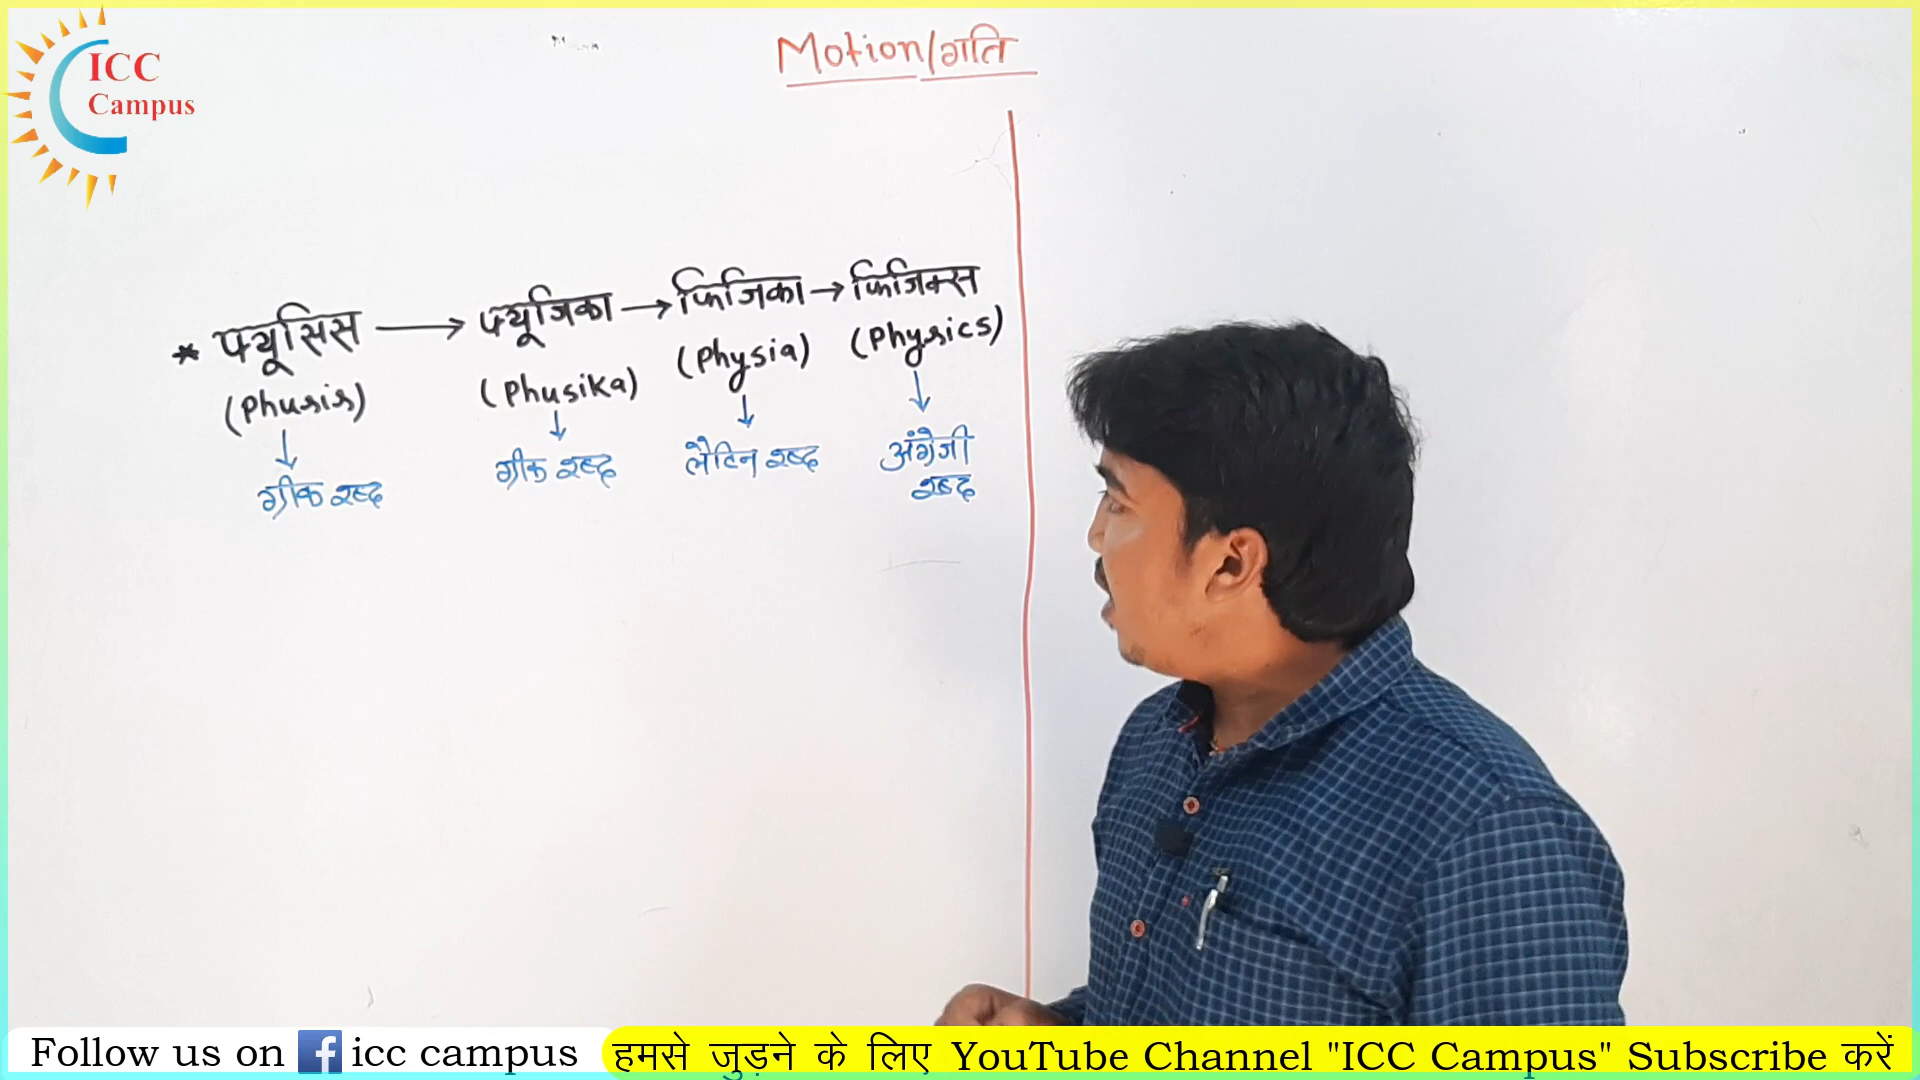 ICC
Campus
Motion/गति
* फ्यूसिस → फ्यूजिका → फिजिका → फिजिक्स
(Phusis) (Phusika) (Physia) (Physics)
↓ ↓ ↓ ↓
ग्रीक शब्द ग्रीक शब्द लैटिन शब्द अंग्रेजी
शब्द
Follow us on f icc campus हमसे जुड़ने के लिए YouTube Channel "ICC Campus" Subscribe करें